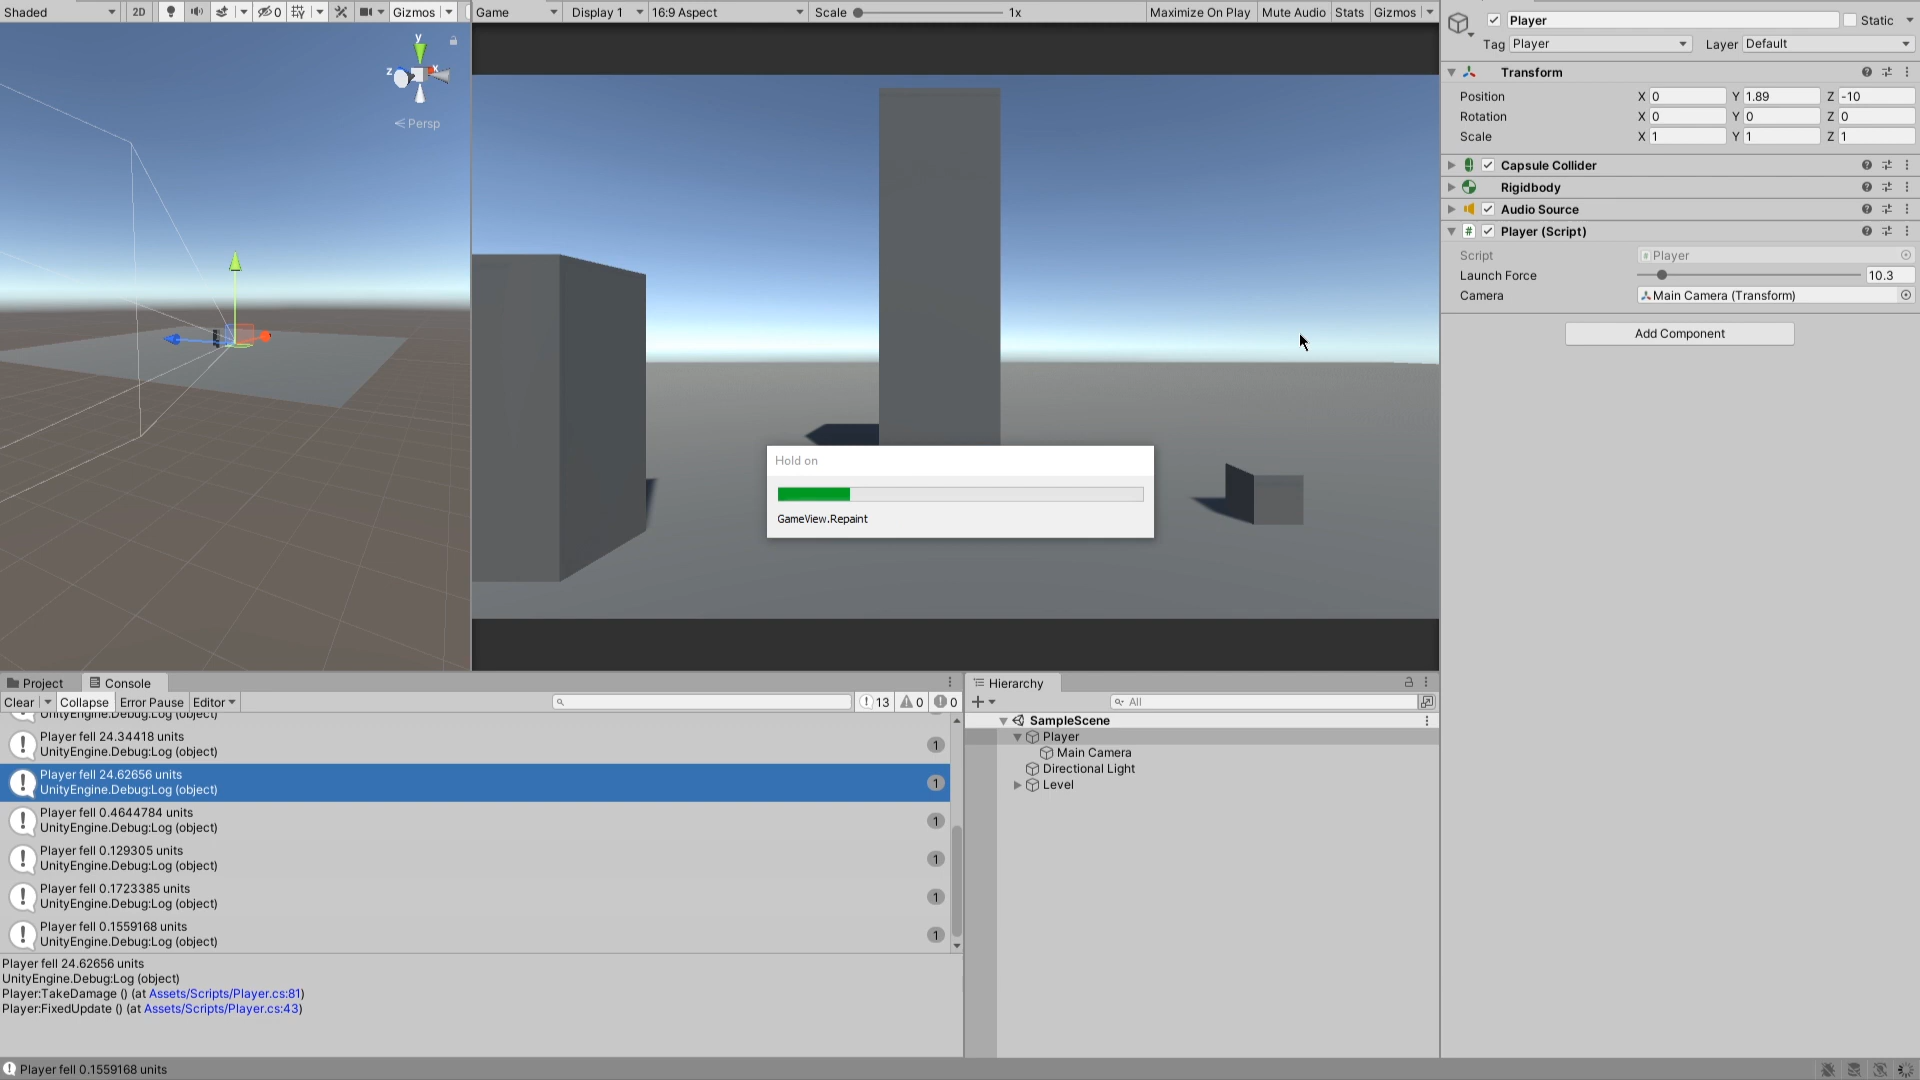 Shaded 2D 0 Gizmos
Game Display 1 16:9 Aspect Scale 1x Maximize On Play Mute Audio Stats Gizmos
Player Static
Tag Player Layer Default
y
z x
Persp
Transform
Position X 0 Y 1.89 Z -10
Rotation X 0 Y 0 Z 0
Scale X 1 Y 1 Z 1
Capsule Collider
Rigidbody
Audio Source
# Player (Script)
Script Player
Launch Force 10.3
Camera Main Camera (Transform)
Add Component
Hold on
GameView.Repaint
Project Console
Clear Collapse Error Pause Editor 13 0 0
UnityEngine.Debug:Log (object)
Player fell 24.34418 units
UnityEngine.Debug:Log (object) 1
Player fell 24.62656 units
UnityEngine.Debug:Log (object) 1
Player fell 0.4644784 units
UnityEngine.Debug:Log (object) 1
Player fell 0.129305 units
UnityEngine.Debug:Log (object) 1
Player fell 0.1723385 units
UnityEngine.Debug:Log (object) 1
Player fell 0.1559168 units
UnityEngine.Debug:Log (object) 1
Player fell 24.62656 units
UnityEngine.Debug:Log (object)
Player:TakeDamage () (at Assets/Scripts/Player.cs:81)
Player:FixedUpdate () (at Assets/Scripts/Player.cs:43)
Player fell 0.1559168 units
Hierarchy
All
SampleScene
Player
Main Camera
Directional Light
Level